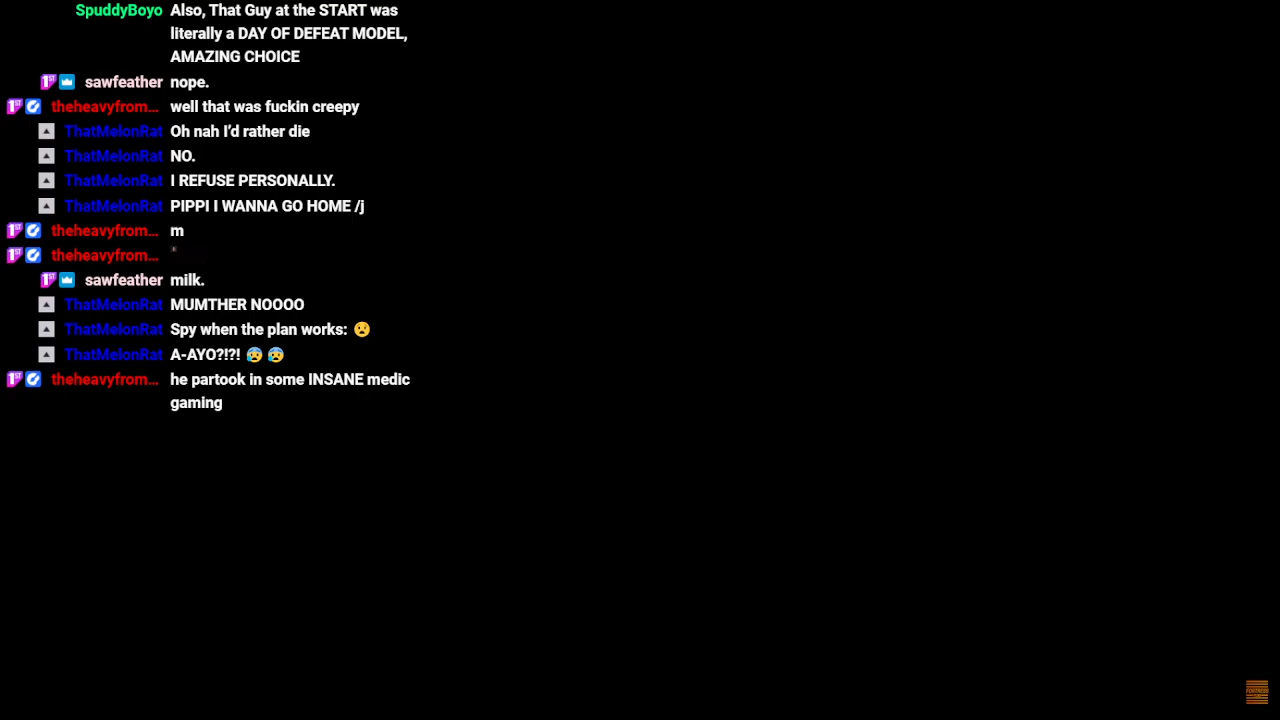 SpuddyBoyo Also, That Guy at the START was
literally a DAY OF DEFEAT MODEL,
AMAZING CHOICE
sawfeather nope.
theheavyfrom... well that was fuckin creepy
ThatMelonRat Oh nah I'd rather die
ThatMelonRat NO.
ThatMelonRat I REFUSE PERSONALLY.
ThatMelonRat PIPPI I WANNA GO HOME /j
theheavyfrom... m
theheavyfrom...
sawfeather milk.
ThatMelonRat MUMTHER NOOOO
ThatMelonRat Spy when the plan works: 😧
ThatMelonRat A-AYO?!?! 😰 😰
theheavyfrom... he partook in some INSANE medic
gaming
FORTRESS